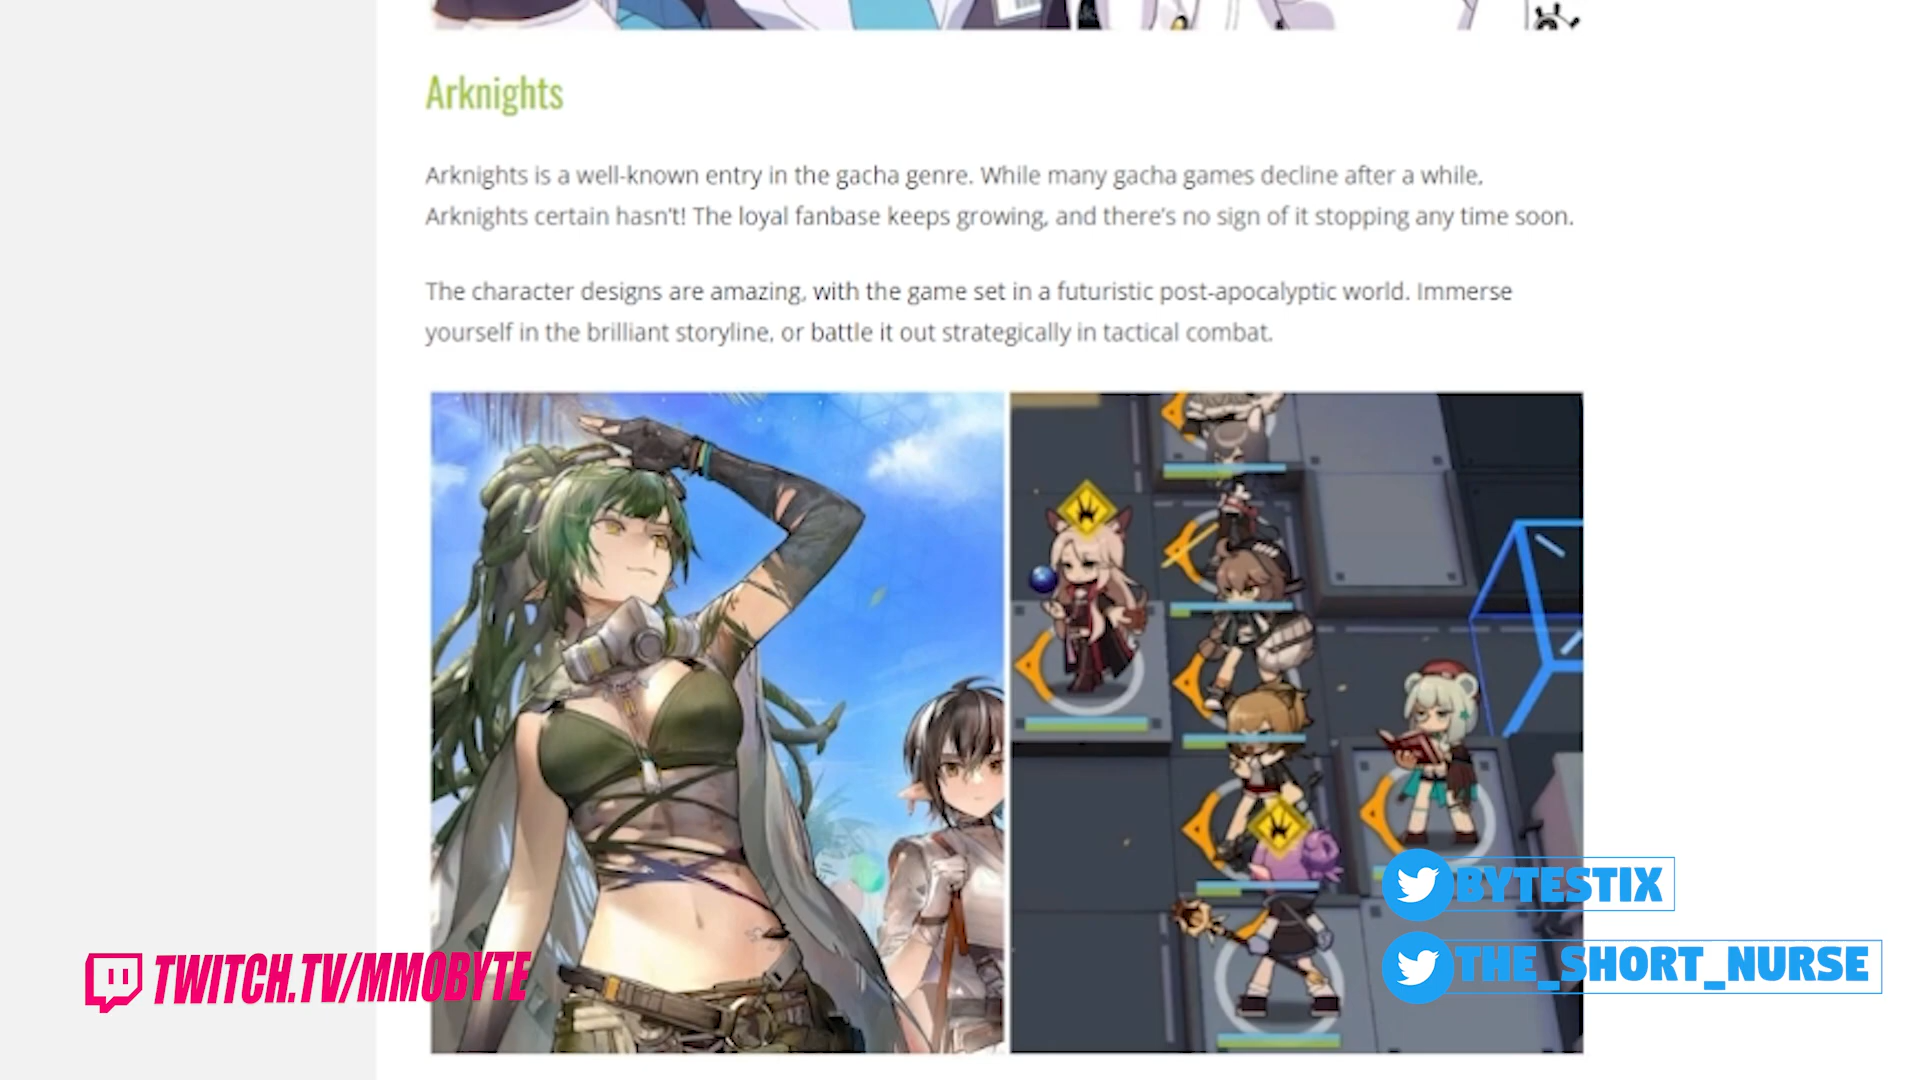 Arknights
Arknights is a well-known entry in the gacha genre. While many gacha games decline after a while,
Arknights certain hasn't! The loyal fanbase keeps growing, and there's no sign of it stopping any time soon.
The character designs are amazing, with the game set in a futuristic post-apocalyptic world. Immerse
yourself in the brilliant storyline, or battle it out strategically in tactical combat.
BYTESTIX
TWITCH.TV/MMOBYTE
THE_SHORT_NURSE